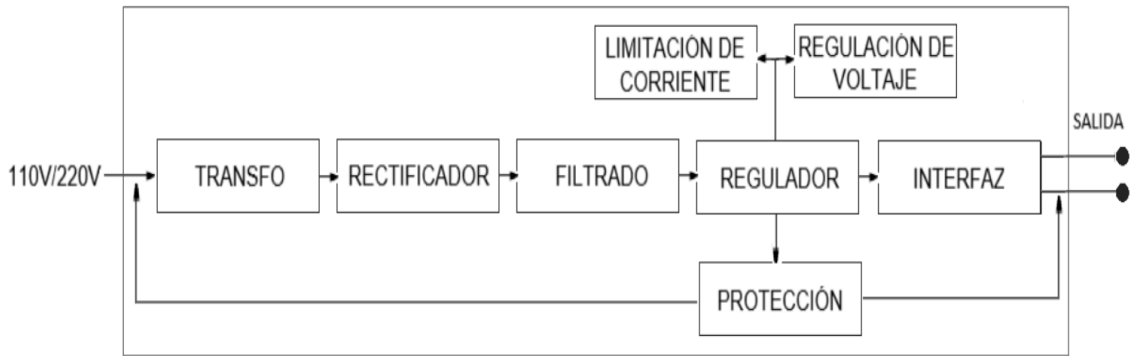 LIMITACIÓN DE
CORRIENTE
REGULACIÓN DE
VOLTAJE
SALIDA
110V/220V
TRANSFO
RECTIFICADOR
FILTRADO
REGULADOR
INTERFAZ
PROTECCIÓN